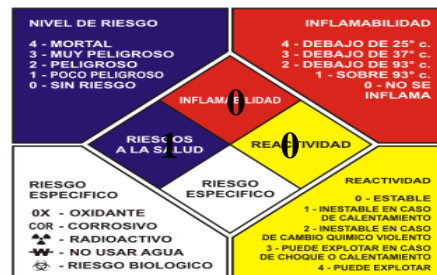 NIVEL DE RIESGO
4 - MORTAL
3 - MUY PELIGROSO
2 - PELIGROSO
1 - POCO PELIGROSO
0 - SIN RIESGO
INFLAMABILIDAD
4 - DEBAJO DE 25° c.
3 - DEBAJO DE 37° c.
2 - DEBAJO DE 93° c.
1 - SOBRE 93° c.
0 - NO SE
INFLAMA
0
INFLAMABILIDAD
RIESGOS
A LA SALUD
1
REACTIVIDAD
0
RIESGO
ESPECIFICO
RIESGO
ESPECIFICO
OX - OXIDANTE
COR - CORROSIVO
- RADIOACTIVO
W - NO USAR AGUA
- RIESGO BIOLOGICO
REACTIVIDAD
0 - ESTABLE
1 - INESTABLE EN CASO
DE CALENTAMIENTO
2 - INESTABLE EN CASO
DE CAMBIO QUIMICO VIOLENTO
3 - PUEDE EXPLOTAR EN CASO
DE CHOQUE O CALENTAMIENTO
4 - PUEDE EXPLOTAR